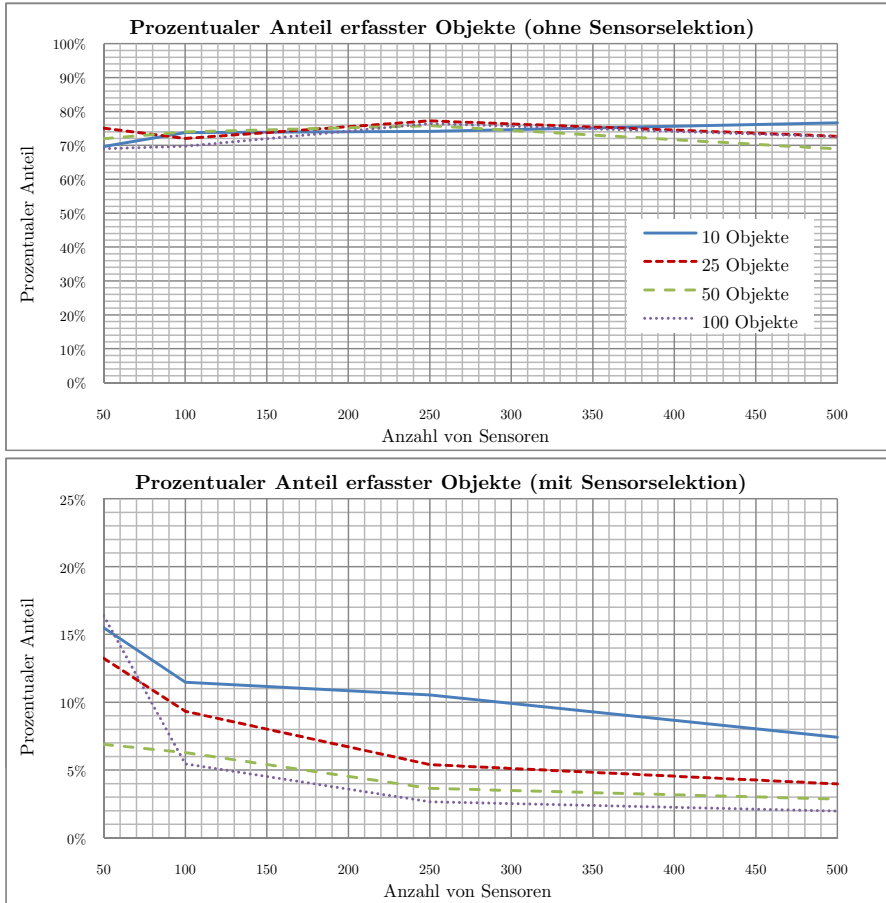 Prozentualer Anteil erfasster Objekte (ohne Sensorselektion)
100%
90%
80%
70%
60%
50%
40%
30%
20%
10%
0%
Prozentualer Anteil
10 Objekte
25 Objekte
50 Objekte
100 Objekte
50 100 150 200 250 300 350 400 450 500
Anzahl von Sensoren
Prozentualer Anteil erfasster Objekte (mit Sensorselektion)
25%
20%
15%
10%
5%
0%
Prozentualer Anteil
50 100 150 200 250 300 350 400 450 500
Anzahl von Sensoren